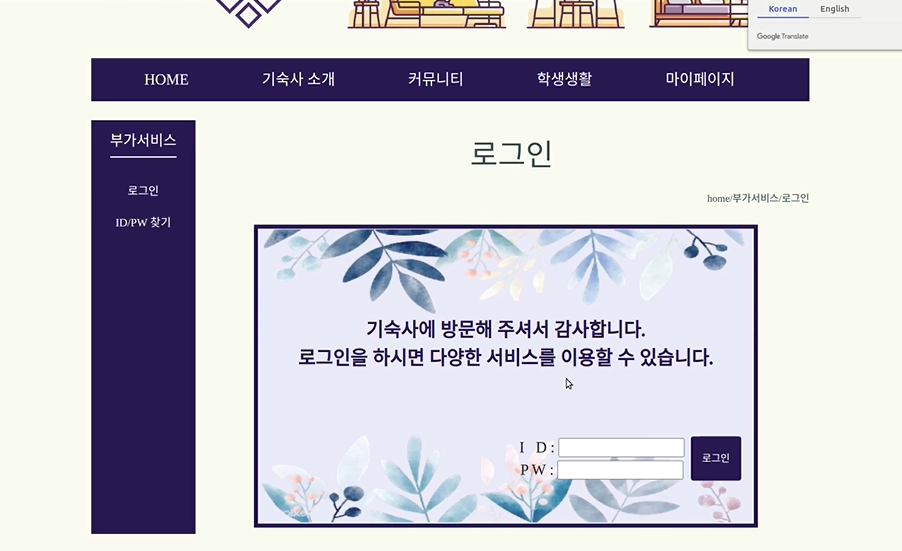 Korean English
Google Translate
HOME 기숙사 소개 커뮤니티 학생생활 마이페이지
부가서비스
로그인
ID/PW 찾기
로그인
home/부가서비스/로그인
기숙사에 방문해 주셔서 감사합니다.
로그인을 하시면 다양한 서비스를 이용할 수 있습니다.
I D :
PW :
로그인